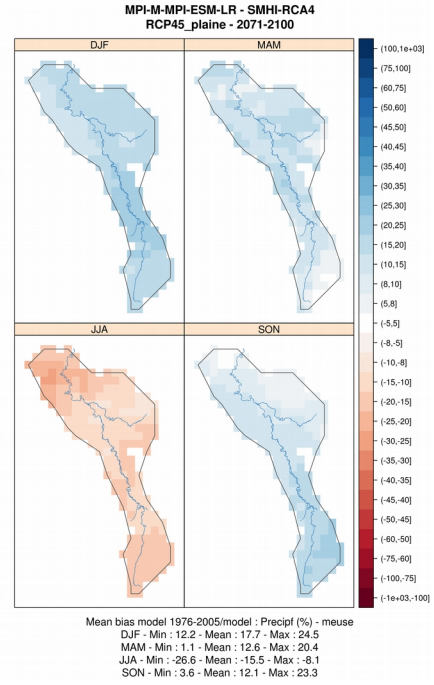 MPI-M-MPI-ESM-LR - SMHI-RCA4
RCP45_plaine - 2071-2100
DJF
MAM
JJA
SON
(100,1e+03]
(75,100]
(60,75]
(50,60]
(45,50]
(40,45]
(35,40]
(30,35]
(25,30]
(20,25]
(15,20]
(10,15]
(8,10]
(5,8]
(-5,5]
(-8,-5]
(-10,-8]
(-15,-10]
(-20,-15]
(-25,-20]
(-30,-25]
(-35,-30]
(-40,-35]
(-45,-40]
(-50,-45]
(-60,-50]
(-75,-60]
(-100,-75]
(-1e+03,-100]
Mean bias model 1976-2005/model : Precipf (%) - meuse
DJF - Min : 12.2 - Mean : 17.7 - Max : 24.5
MAM - Min : 1.1 - Mean : 12.6 - Max : 20.4
JJA - Min : -26.6 - Mean : -15.5 - Max : -8.1
SON - Min : 3.6 - Mean : 12.1 - Max : 23.3